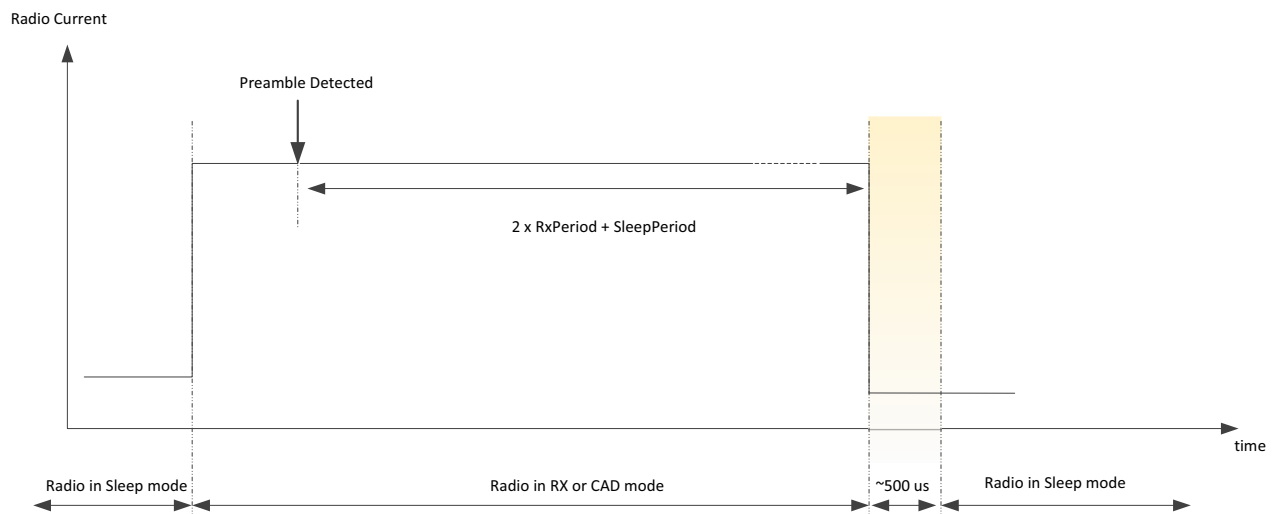 Radio Current
Preamble Detected
2 x RxPeriod + SleepPeriod
time
Radio in Sleep mode
Radio in RX or CAD mode
~500 us
Radio in Sleep mode